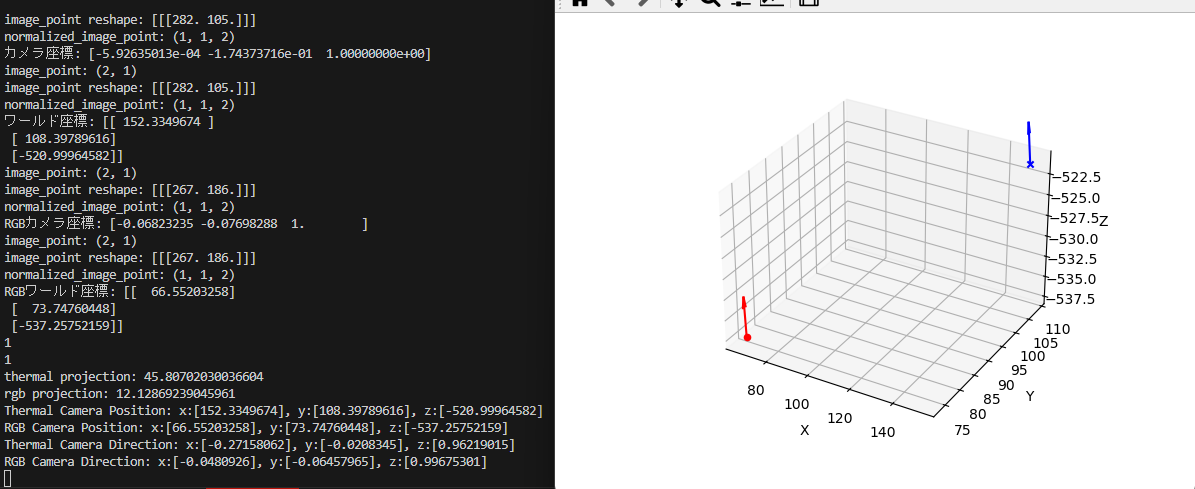 image_point reshape: [[[282. 105.]]]
normalized_image_point: (1, 1, 2)
カメラ座標: [-5.92635013e-04 -1.74373716e-01  1.00000000e+00]
image_point: (2, 1)
image_point reshape: [[[282. 105.]]]
normalized_image_point: (1, 1, 2)
ワールド座標: [[ 152.3349674 ]
 [ 108.39789616]
 [-520.99964582]]
image_point: (2, 1)
image_point reshape: [[[267. 186.]]]
normalized_image_point: (1, 1, 2)
RGBカメラ座標: [-0.06823235 -0.07698288  1.        ]
image_point: (2, 1)
image_point reshape: [[[267. 186.]]]
normalized_image_point: (1, 1, 2)
RGBワールド座標: [[  66.55203258]
 [  73.74760448]
 [-537.25752159]]
1
1
thermal projection: 45.80702030036604
rgb projection: 12.12869239045961
Thermal Camera Position: x:[152.3349674], y:[108.39789616], z:[-520.99964582]
RGB Camera Position: x:[66.55203258], y:[73.74760448], z:[-537.25752159]
Thermal Camera Direction: x:[-0.27158062], y:[-0.0208345], z:[0.96219015]
RGB Camera Direction: x:[-0.0480926], y:[-0.06457965], z:[0.99675301]
−522.5
−525.0
−527.5
Z
−530.0
−532.5
−535.0
−537.5
110
105
100
95
90
85
80
75
Y
80
100
120
140
X